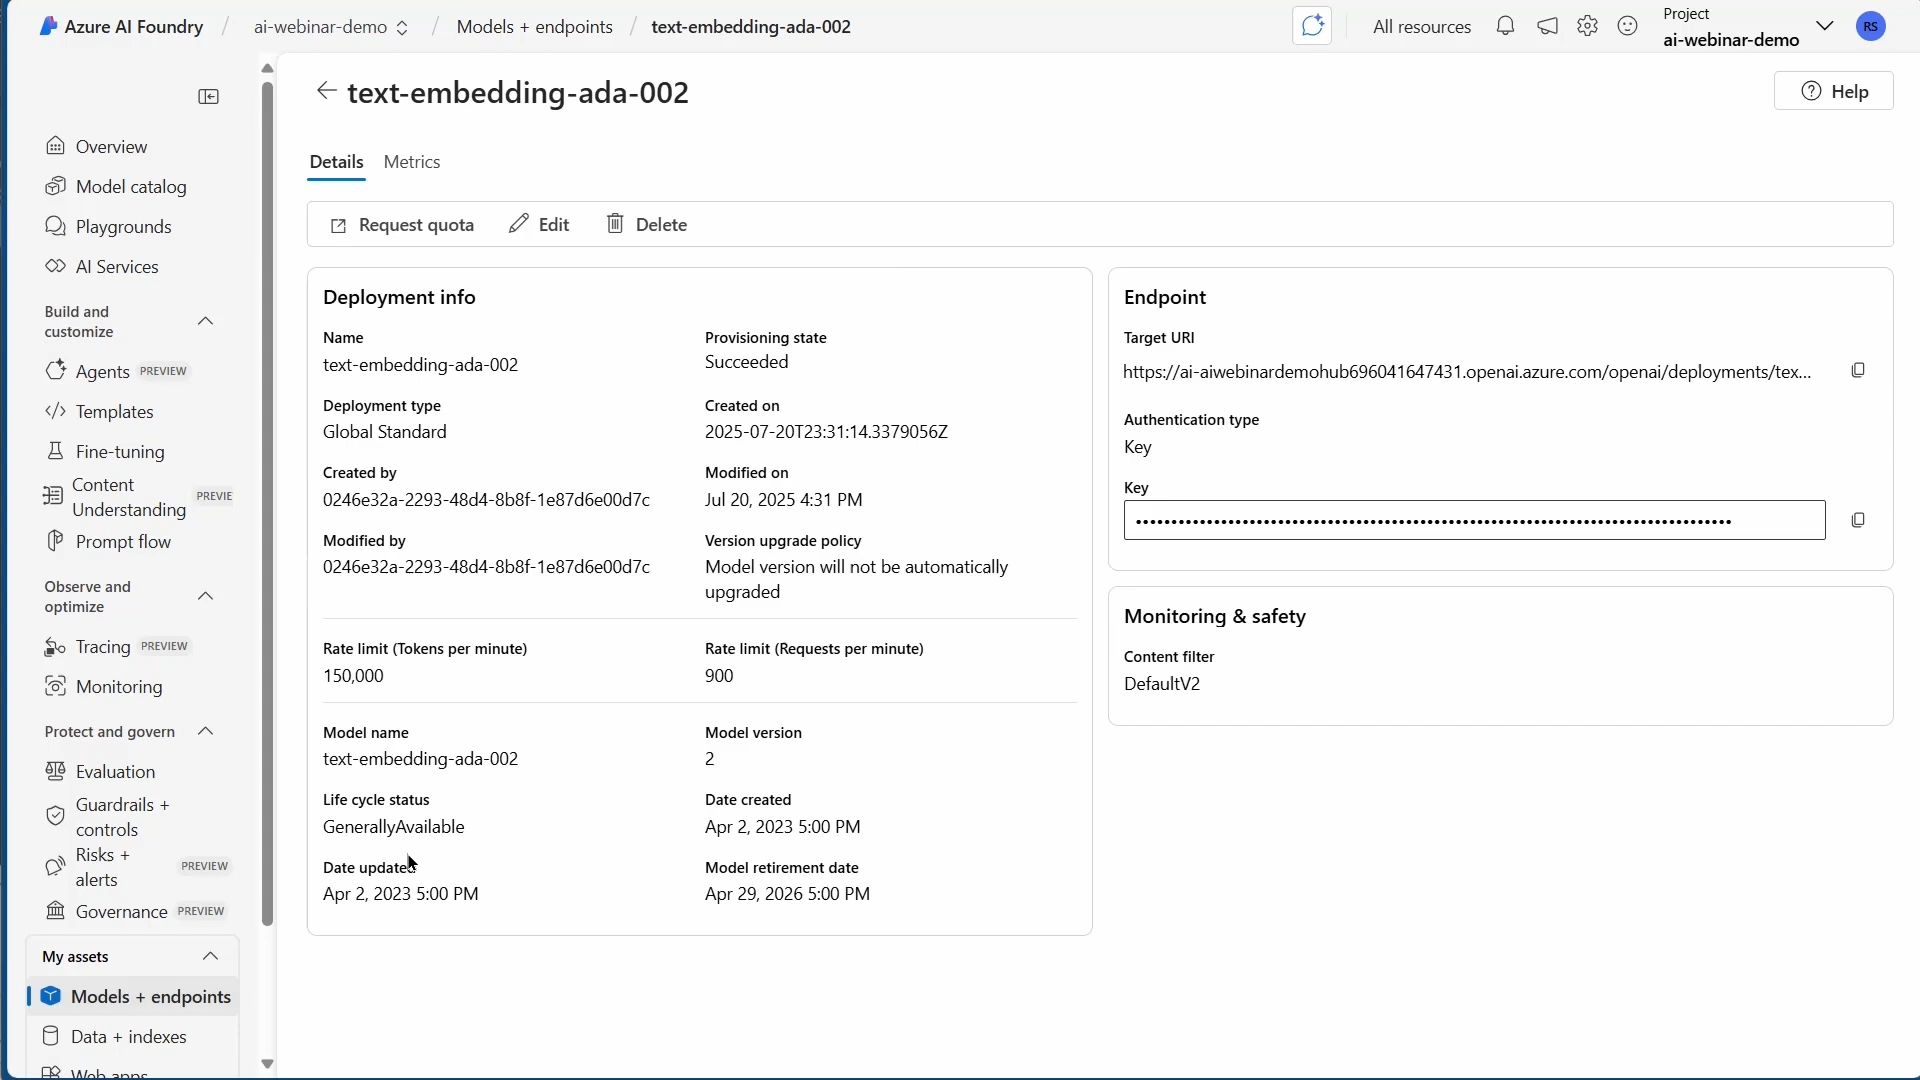 Azure AI Foundry / ai-webinar-demo / Models + endpoints / text-embedding-ada-002
All resources
Project
ai-webinar-demo
RS
text-embedding-ada-002
Help
Overview
Model catalog
Playgrounds
AI Services
Build and
customize
Agents PREVIEW
Templates
Fine-tuning
Content
Understanding PREVIE
Prompt flow
Observe and
optimize
Tracing PREVIEW
Monitoring
Protect and govern
Evaluation
Guardrails +
controls
Risks +
alerts PREVIEW
Governance PREVIEW
My assets
Models + endpoints
Data + indexes
Web apps
Details Metrics
Request quota Edit Delete
Deployment info
Name
text-embedding-ada-002
Provisioning state
Succeeded
Deployment type
Global Standard
Created on
2025-07-20T23:31:14.3379056Z
Created by
0246e32a-2293-48d4-8b8f-1e87d6e00d7c
Modified on
Jul 20, 2025 4:31 PM
Modified by
0246e32a-2293-48d4-8b8f-1e87d6e00d7c
Version upgrade policy
Model version will not be automatically
upgraded
Rate limit (Tokens per minute)
150,000
Rate limit (Requests per minute)
900
Model name
text-embedding-ada-002
Model version
2
Life cycle status
GenerallyAvailable
Date created
Apr 2, 2023 5:00 PM
Date updated
Apr 2, 2023 5:00 PM
Model retirement date
Apr 29, 2026 5:00 PM
Endpoint
Target URI
https://ai-aiwebinardemohub696041647431.openai.azure.com/openai/deployments/tex...
Authentication type
Key
Key
Monitoring & safety
Content filter
DefaultV2